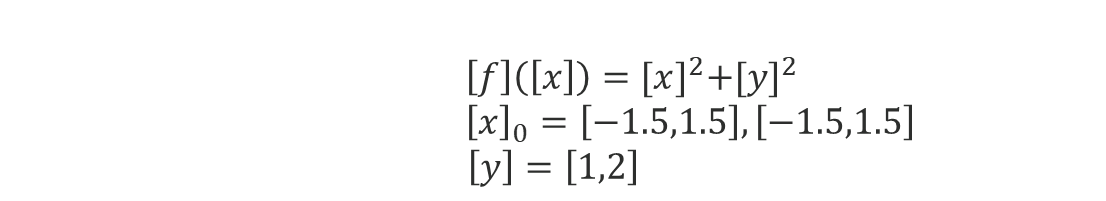 [f]([x]) = [x]²+[y]²
[x]₀ = [−1.5,1.5],[−1.5,1.5]
[y] = [1,2]